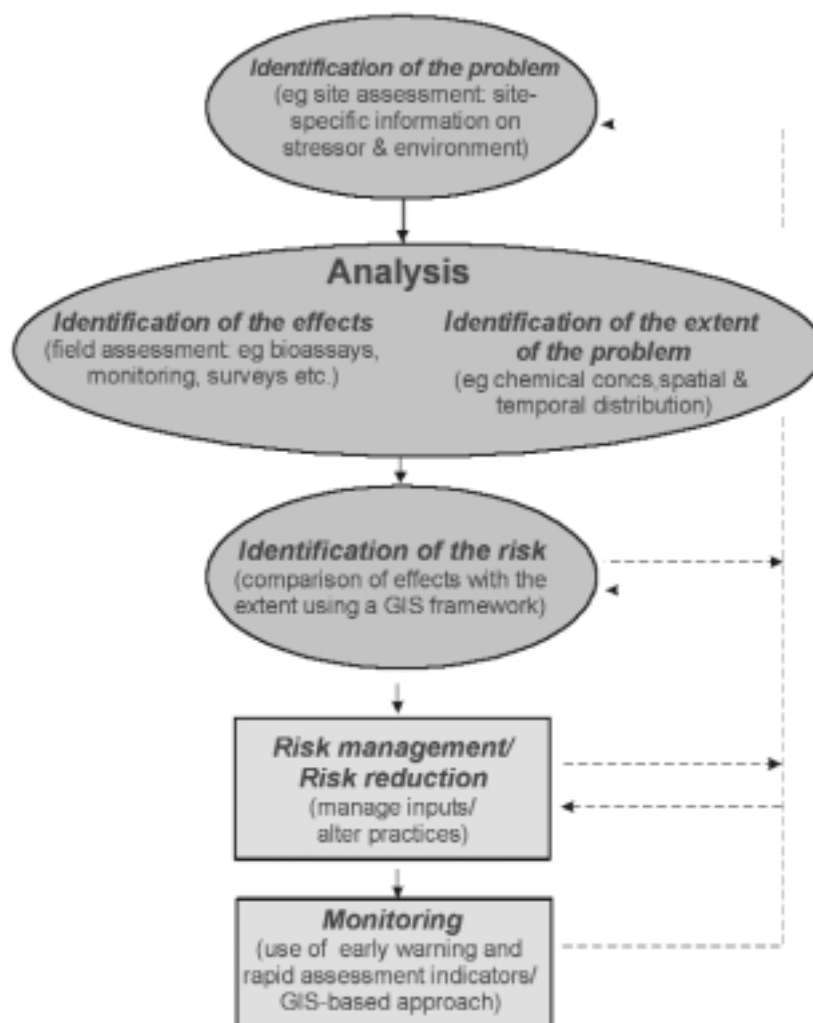 Identification of the problem
(eg site assessment: site-
specific information on
stressor & environment)
Analysis
Identification of the effects
(field assessment: eg bioassays,
monitoring, surveys etc.)
Identification of the extent
of the problem
(eg chemical concs,spatial &
temporal distribution)
Identification of the risk
(comparison of effects with the
extent using a GIS framework)
Risk management/
Risk reduction
(manage inputs/
alter practices)
Monitoring
(use of early warning and
rapid assessment indicators/
GIS-based approach)